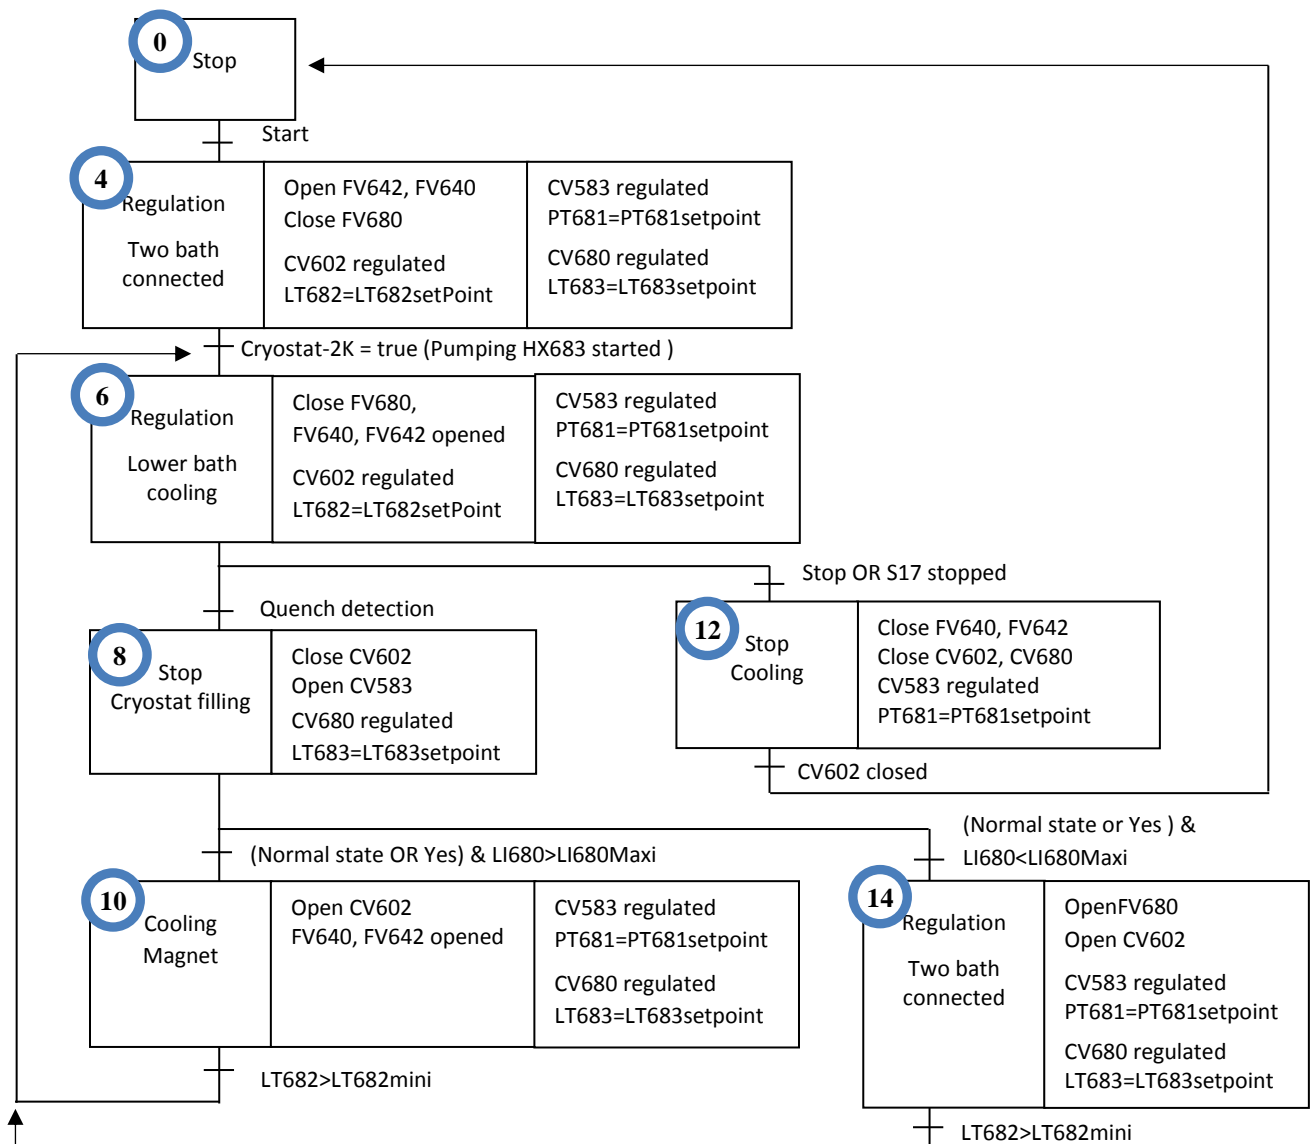 0
Stop
Start
4
Regulation
Two bath
connected
Open FV642, FV640
Close FV680
CV602 regulated
LT682=LT682setPoint
CV583 regulated
PT681=PT681setpoint
CV680 regulated
LT683=LT683setpoint
Cryostat-2K = true (Pumping HX683 started )
6
Regulation
Lower bath
cooling
Close FV680,
FV640, FV642 opened
CV602 regulated
LT682=LT682setPoint
CV583 regulated
PT681=PT681setpoint
CV680 regulated
LT683=LT683setpoint
Quench detection
Stop OR S17 stopped
8
Stop
Cryostat filling
Close CV602
Open CV583
CV680 regulated
LT683=LT683setpoint
12
Stop
Cooling
Close FV640, FV642
Close CV602, CV680
CV583 regulated
PT681=PT681setpoint
CV602 closed
(Normal state OR Yes) & LI680>LI680Maxi
(Normal state or Yes ) &
LI680<LI680Maxi
10
Cooling
Magnet
Open CV602
FV640, FV642 opened
CV583 regulated
PT681=PT681setpoint
CV680 regulated
LT683=LT683setpoint
14
Regulation
Two bath
connected
OpenFV680
Open CV602
CV583 regulated
PT681=PT681setpoint
CV680 regulated
LT683=LT683setpoint
LT682>LT682mini
LT682>LT682mini